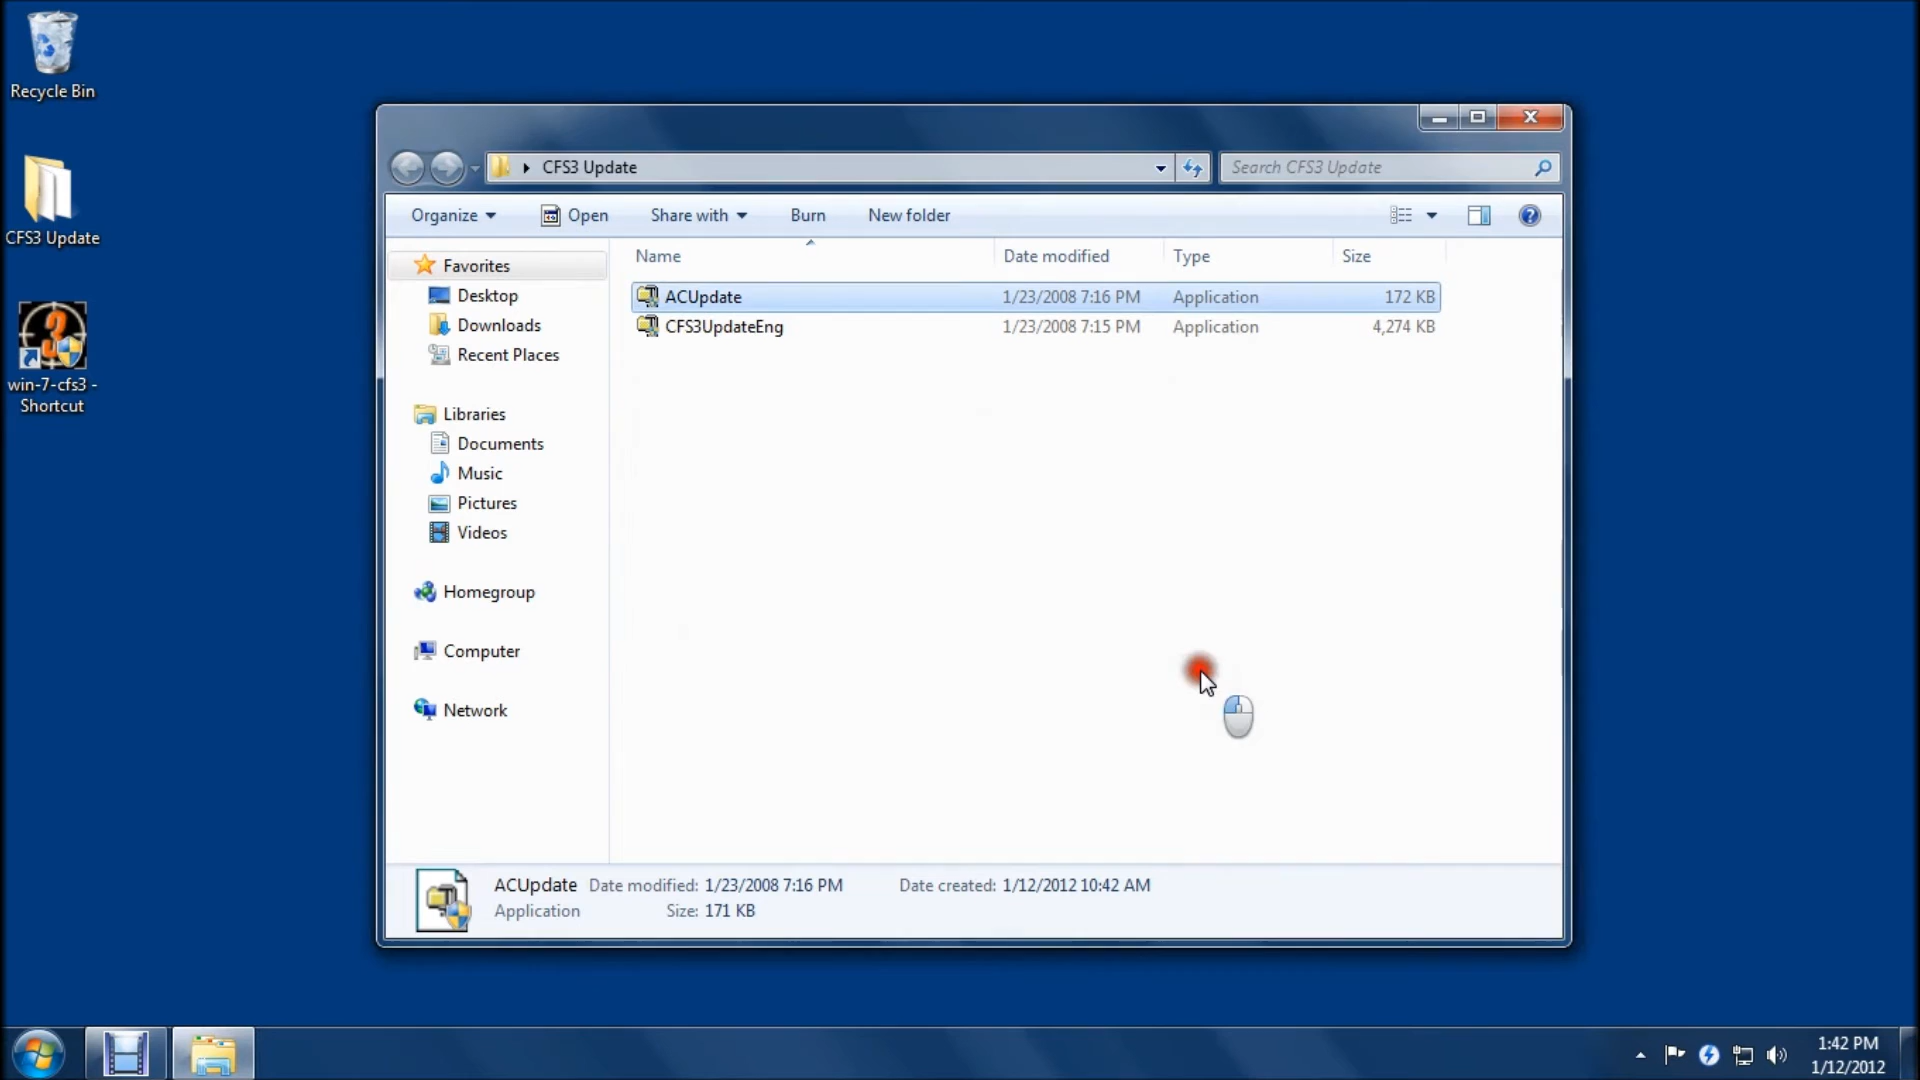 Recycle Bin
CFS3 Update
win-7-cfs3 -
Shortcut
CFS3 Update
Search CFS3 Update
Organize
Open
Share with
Burn
New folder
Favorites
Desktop
Downloads
Recent Places
Libraries
Documents
Music
Pictures
Videos
Homegroup
Computer
Network
Name Date modified Type Size
ACUpdate 1/23/2008 7:16 PM Application 172 KB
CFS3UpdateEng 1/23/2008 7:15 PM Application 4,274 KB
ACUpdate Date modified: 1/23/2008 7:16 PM Date created: 1/12/2012 10:42 AM
Application Size: 171 KB
1:42 PM
1/12/2012